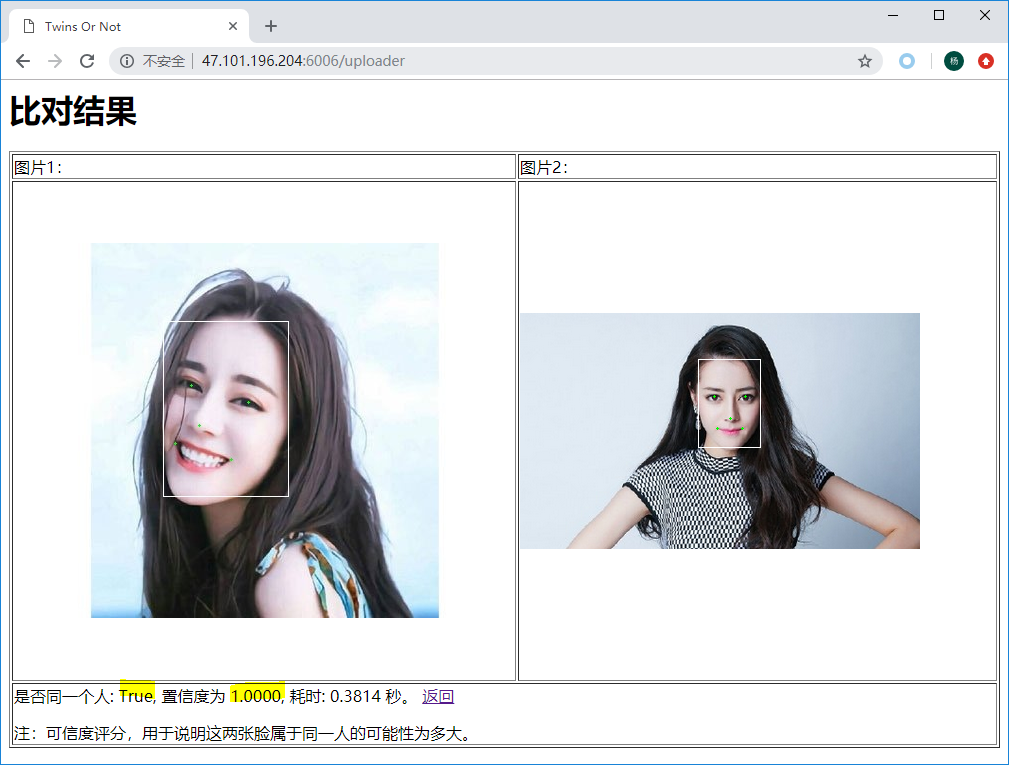 Twins Or Not
不安全 47.101.196.204:6006/uploader
杨
比对结果
图片1：
图片2：
是否同一个人: True, 置信度为 1.0000, 耗时: 0.3814 秒。 返回
注：可信度评分，用于说明这两张脸属于同一人的可能性为多大。